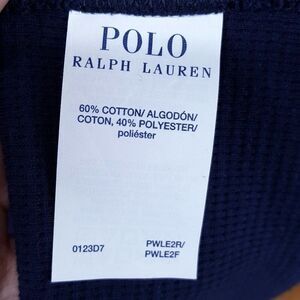 POLO
RALPH LAUREN
60% COTTON/ ALGODÓN/
COTON, 40% POLYESTER/
poliéster
0123D7
PWLE2R/
PWLE2F